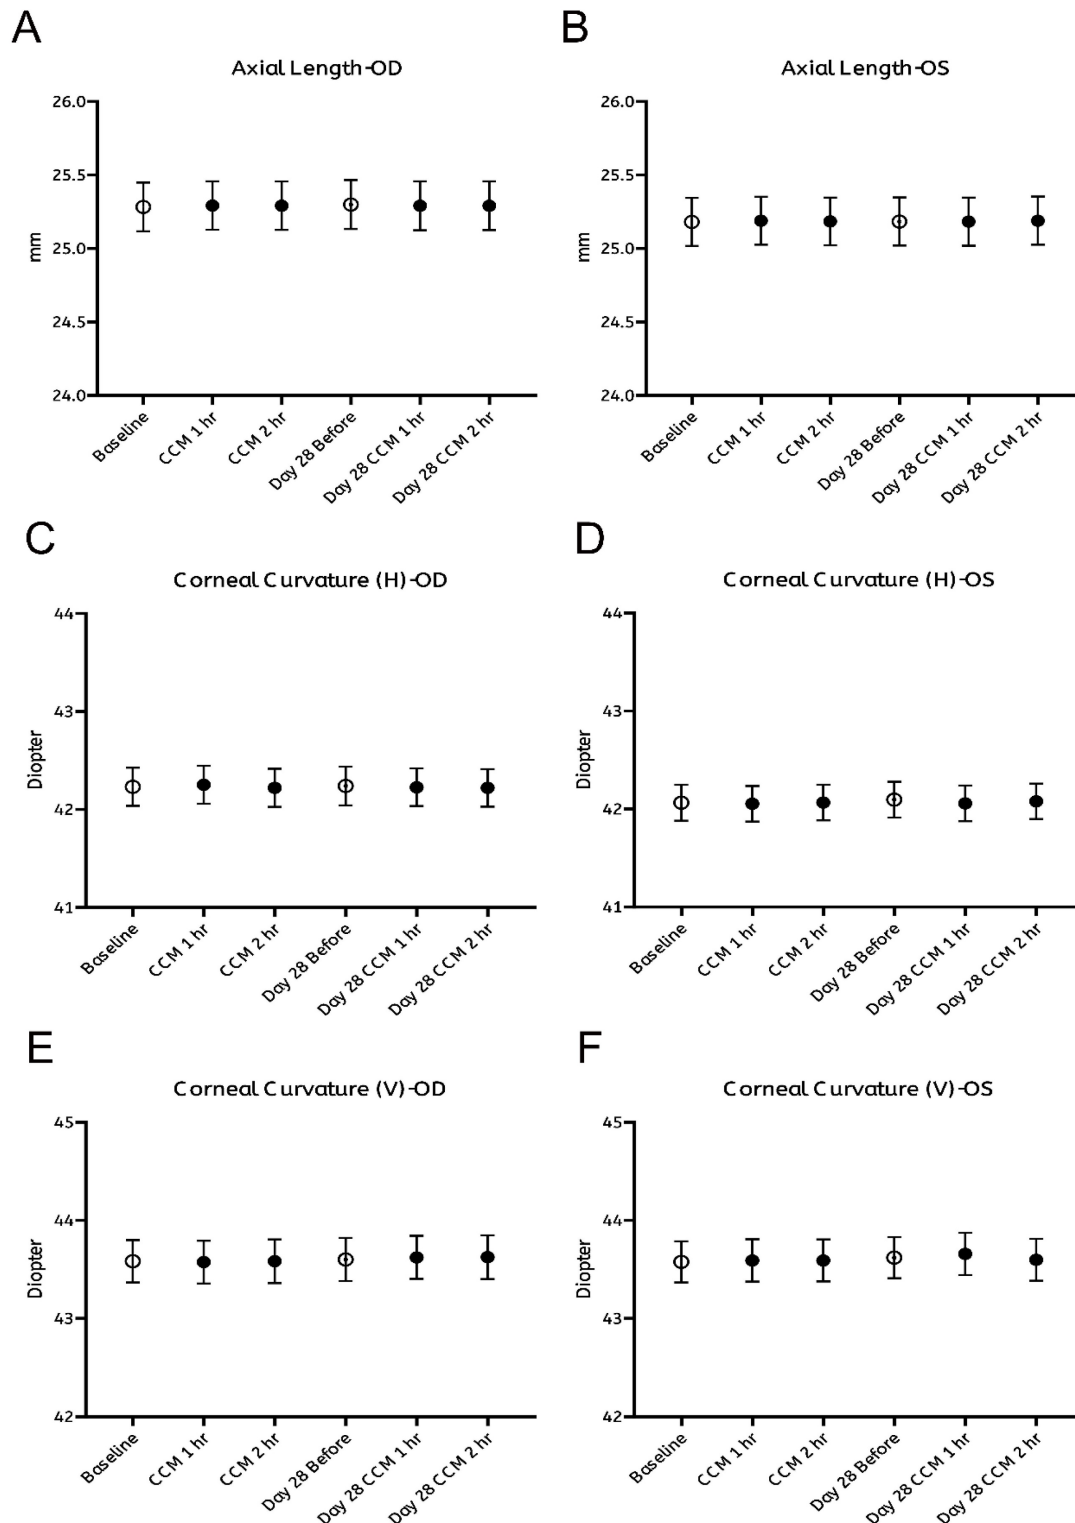 A
Axial Length-OD
26.0
25.5
25.0
24.5
24.0
mm
Baseline
CCM 1 hr
CCM 2 hr
Day 28 Before
Day 28 CCM 1 hr
Day 28 CCM 2 hr
B
Axial Length-OS
26.0
25.5
25.0
24.5
24.0
mm
Baseline
CCM 1 hr
CCM 2 hr
Day 28 Before
Day 28 CCM 1 hr
Day 28 CCM 2 hr
C
Corneal Curvature (H)-OD
44
43
42
41
Diopter
Baseline
CCM 1 hr
CCM 2 hr
Day 28 Before
Day 28 CCM 1 hr
Day 28 CCM 2 hr
D
Corneal Curvature (H)-OS
44
43
42
41
Diopter
Baseline
CCM 1 hr
CCM 2 hr
Day 28 Before
Day 28 CCM 1 hr
Day 28 CCM 2 hr
E
Corneal Curvature (V)-OD
45
44
43
42
Diopter
Baseline
CCM 1 hr
CCM 2 hr
Day 28 Before
Day 28 CCM 1 hr
Day 28 CCM 2 hr
F
Corneal Curvature (V)-OS
45
44
43
42
Diopter
Baseline
CCM 1 hr
CCM 2 hr
Day 28 Before
Day 28 CCM 1 hr
Day 28 CCM 2 hr